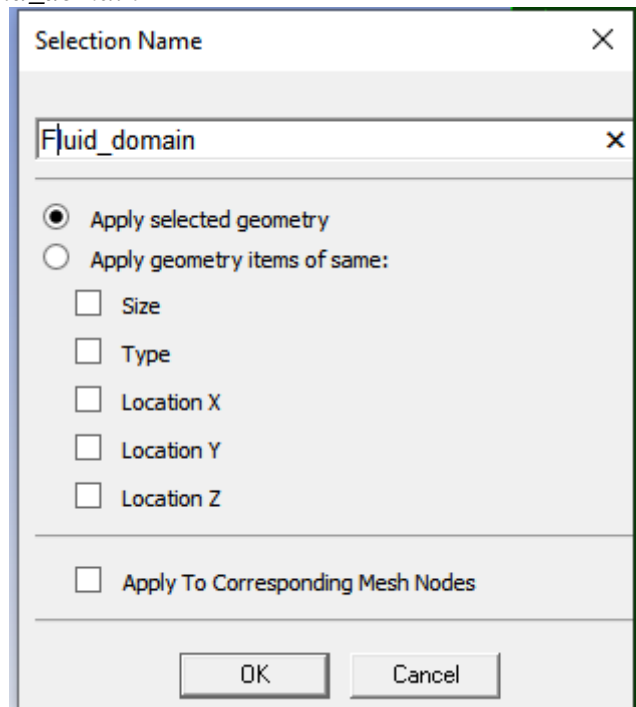 Selection Name
Fluid_domain
Apply selected geometry
Apply geometry items of same:
Size
Type
Location X
Location Y
Location Z
Apply To Corresponding Mesh Nodes
OK
Cancel